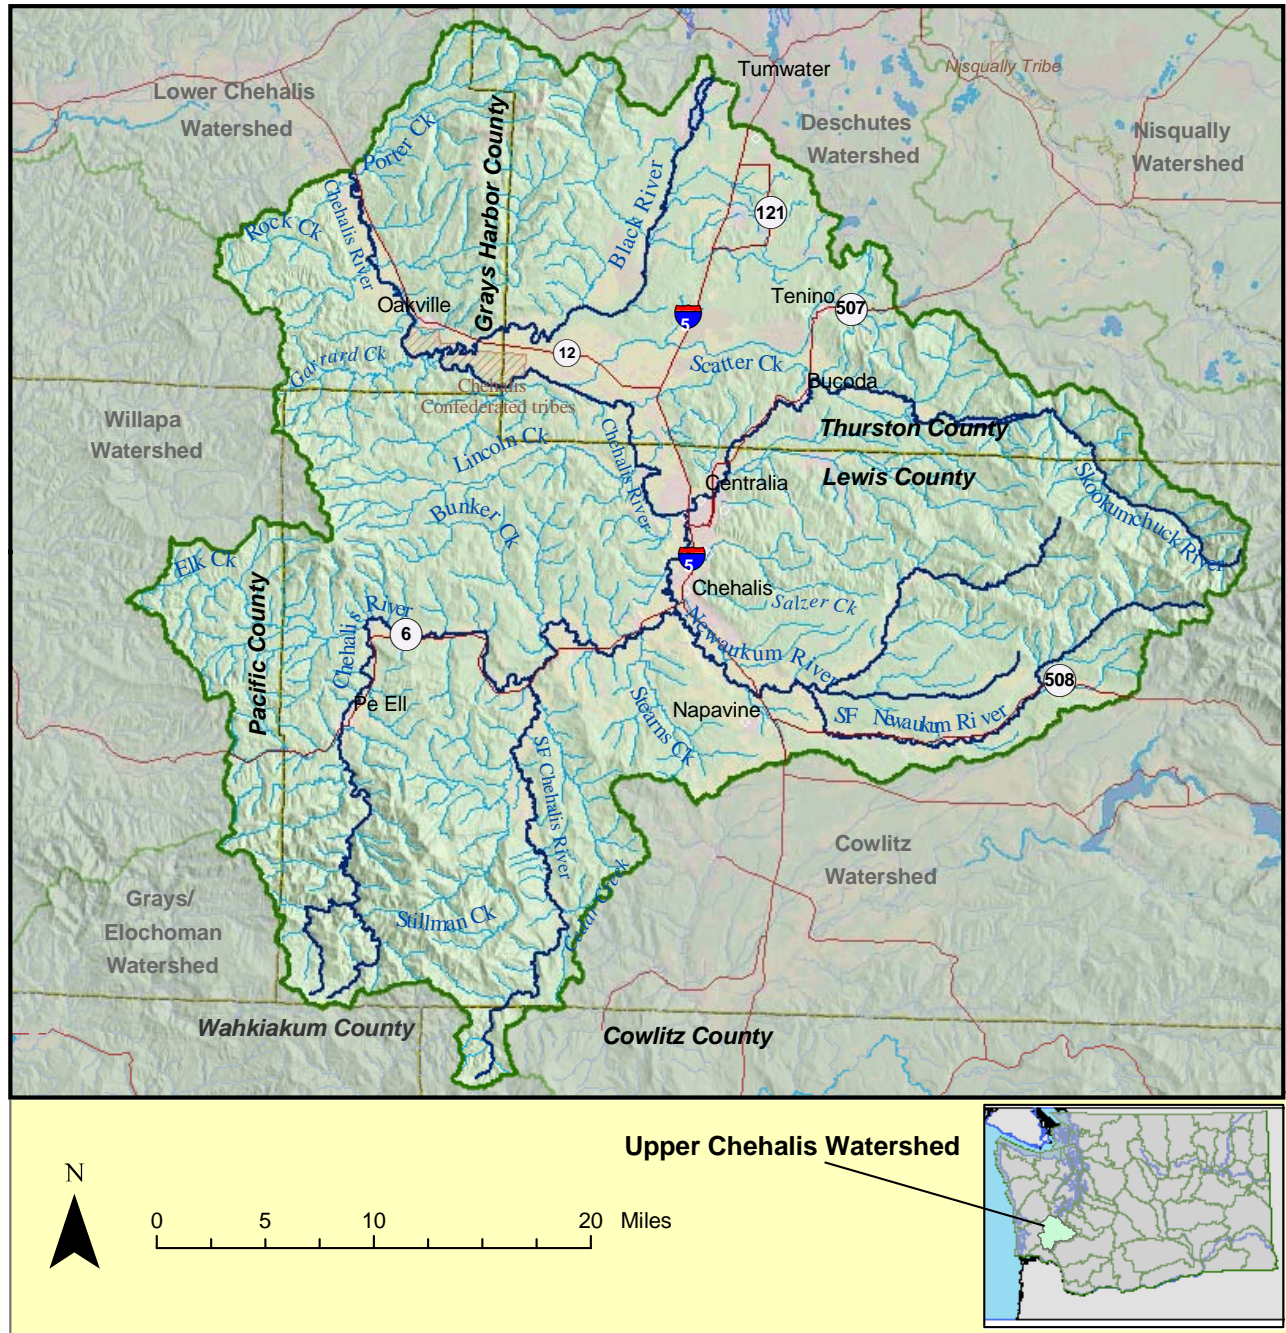 Tumwater
Nisqually Tribe
Lower Chehalis
Watershed
Deschutes
Watershed
Nisqually
Watershed
Porter Ck
Grays Harbor County
Chehalis River
Rock Ck
Black River
121
Oakville
Tenino
507
5
12
Scatter Ck
Garrard Ck
Bucoda
Chehalis
Confederated tribes
Willapa
Watershed
Thurston County
Lincoln Ck
Chehalis River
Lewis County
Centralia
Skookumchuck River
Bunker Ck
Elk Ck
5
Chehalis
Salzer Ck
Pacific County
Chehalis River
6
Newaukum River
508
Pe Ell
Stearns Ck
Napavine
SF Newaukum River
SF Chehalis River
Cowlitz
Watershed
Grays/
Elochoman
Watershed
Stillman Ck
Cedar Creek
Wahkiakum County
Cowlitz County
Upper Chehalis Watershed
N
0 5 10 20 Miles